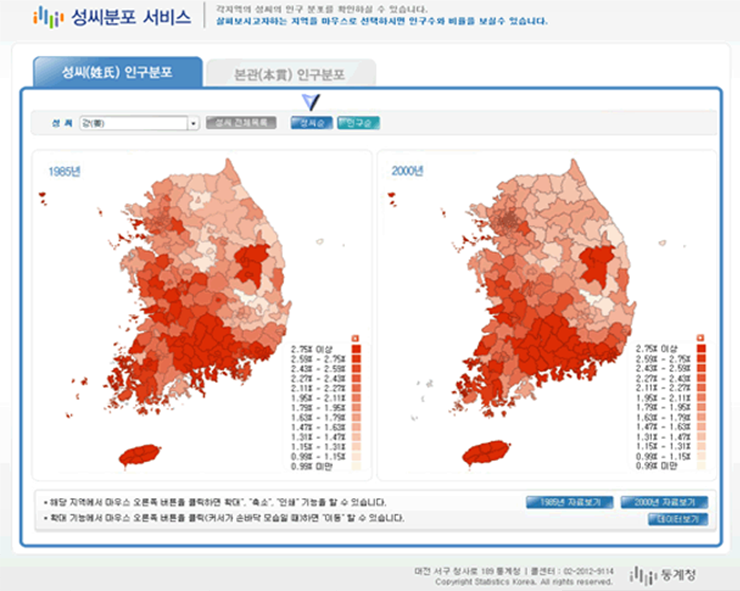 성씨분포 서비스
각지역의 성씨의 인구 분포를 확인하실 수 있습니다.
살펴보시고자하는 지역을 마우스로 선택하시면 인구수와 비율을 보실수 있습니다.
성씨(姓氏) 인구분포
본관(本貫) 인구분포
성 씨
성씨 전체목록
성씨순
인구순
1985년
2000년
2.75% 이상
2.59% - 2.75%
2.43% - 2.59%
2.27% - 2.43%
2.11% - 2.27%
1.95% - 2.11%
1.79% - 1.95%
1.63% - 1.79%
1.47% - 1.63%
1.31% - 1.47%
1.15% - 1.31%
0.99% - 1.15%
0.99% 미만
2.75% 이상
2.59% - 2.75%
2.43% - 2.59%
2.27% - 2.43%
2.11% - 2.27%
1.95% - 2.11%
1.79% - 1.95%
1.63% - 1.79%
1.47% - 1.63%
1.31% - 1.47%
1.15% - 1.31%
0.99% - 1.15%
0.99% 미만
• 해당 지역에서 마우스 오른쪽 버튼을 클릭하면 확대", "축소", "인쇄" 기능을 할 수 있습니다.
• 확대 기능에서 마우스 오른쪽 버튼을 클릭(커서가 손바닥 모습일 때)하면 "이동" 할 수 있습니다.
1985년 자료보기
2000년 자료보기
데이터보기
대전 서구 청사로 189 통계청 | 콜센터 : 02-2012-9114
Copyright Statistics Korea. All rights reserved.
통계청